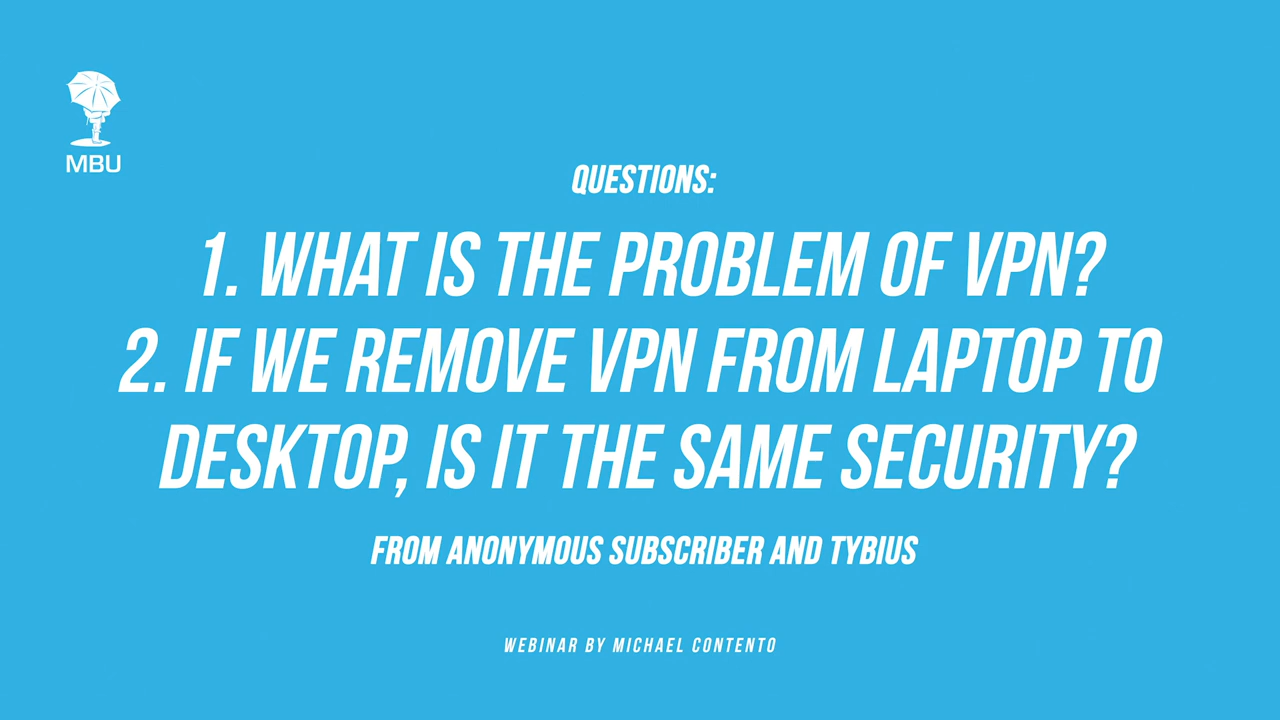 MBU
QUESTIONS:
1. WHAT IS THE PROBLEM OF VPN?
2. IF WE REMOVE VPN FROM LAPTOP TO
DESKTOP, IS IT THE SAME SECURITY?
FROM ANONYMOUS SUBSCRIBER AND TYBIUS
WEBINAR BY MICHAEL CONTENTO